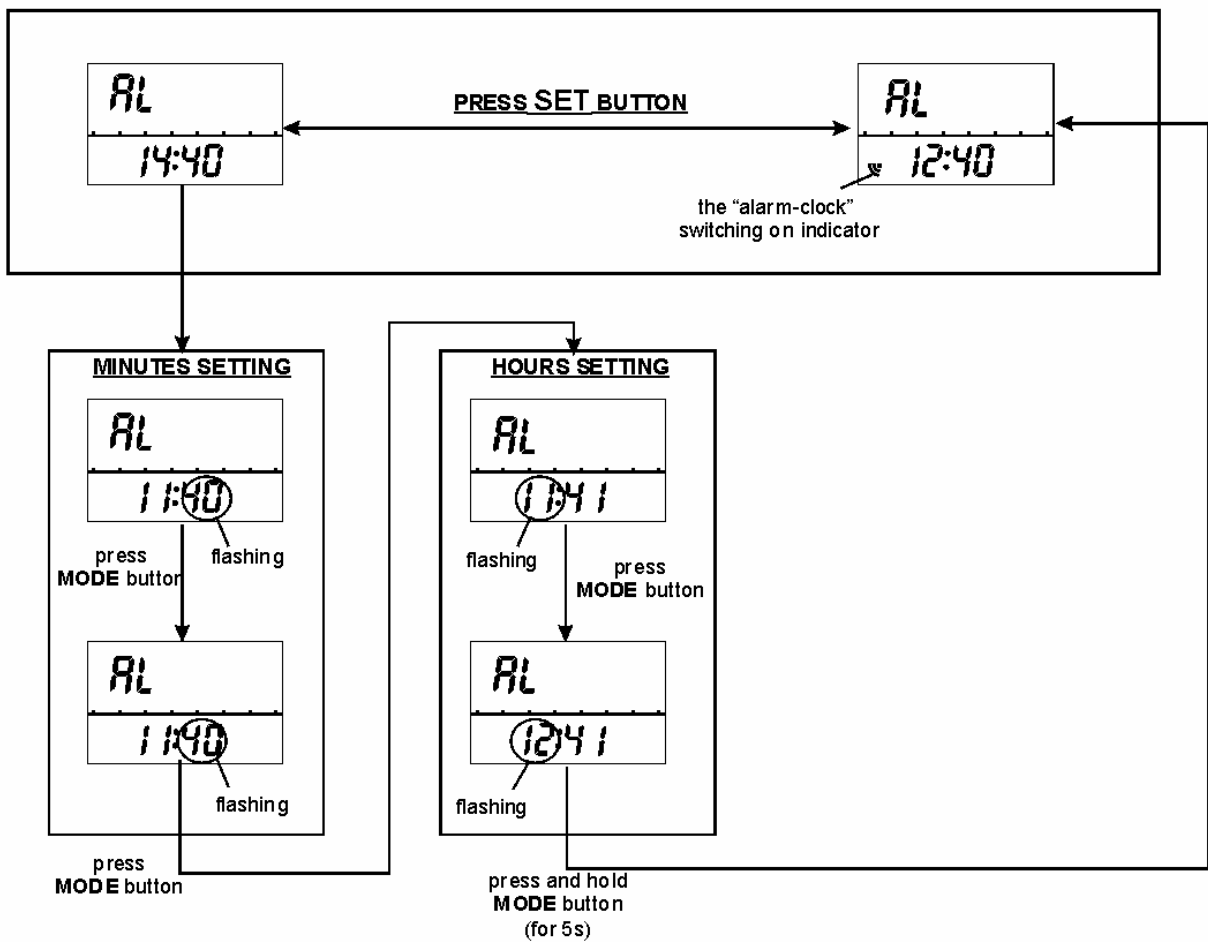 AL
14:40
PRESS SET BUTTON
AL
12:40
the “alarm-clock”
switching on indicator
MINUTES SETTING
AL
11:40
press
MODE button
flashing
AL
11:40
flashing
press
MODE button
HOURS SETTING
AL
11:41
flashing
press
MODE button
AL
12:41
flashing
press and hold
MODE button
(for 5s)